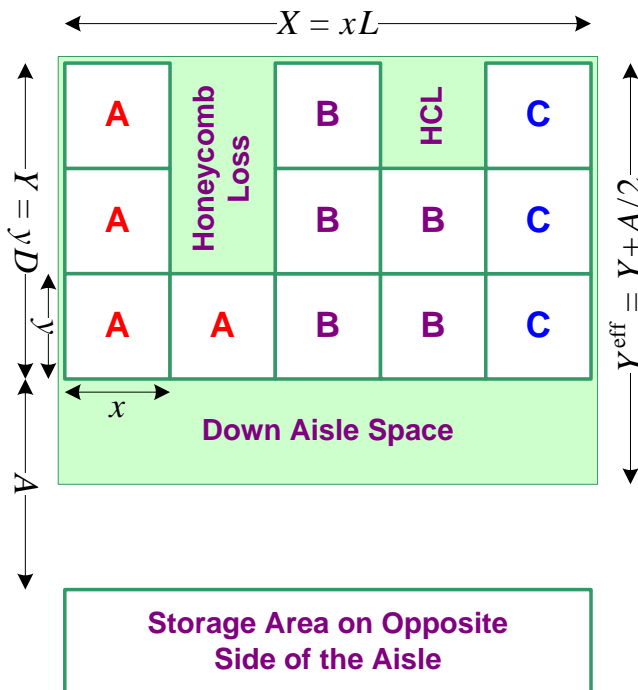 X = xL
A
Honeycomb
Loss
B
HCL
C
A
B
B
C
A
A
B
B
C
Y = yD
y
x
Y^eff = Y + A/2
A
Down Aisle Space
Storage Area on Opposite
Side of the Aisle